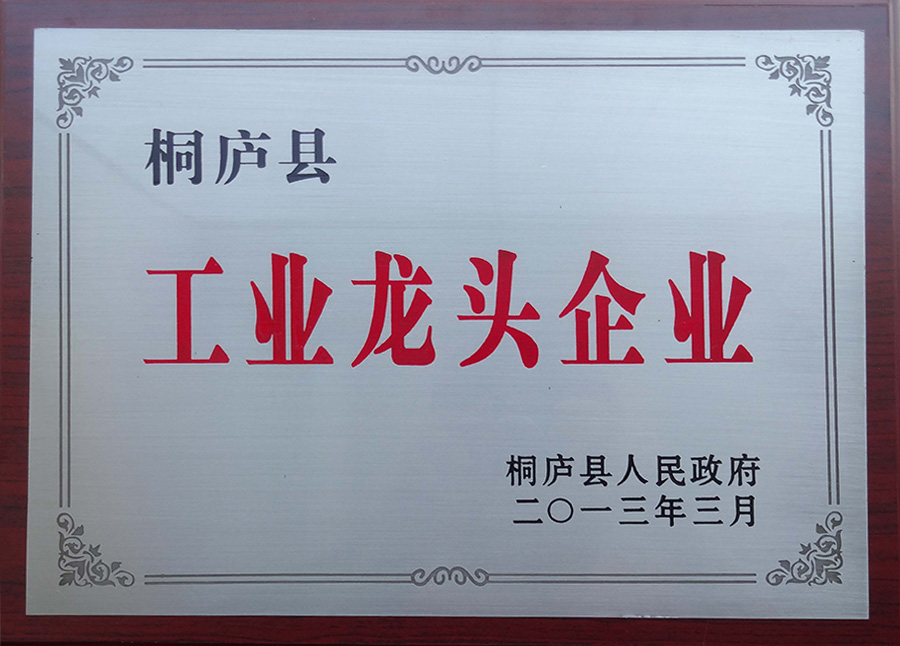 桐庐县
工业龙头企业
桐庐县人民政府
二〇一三年三月